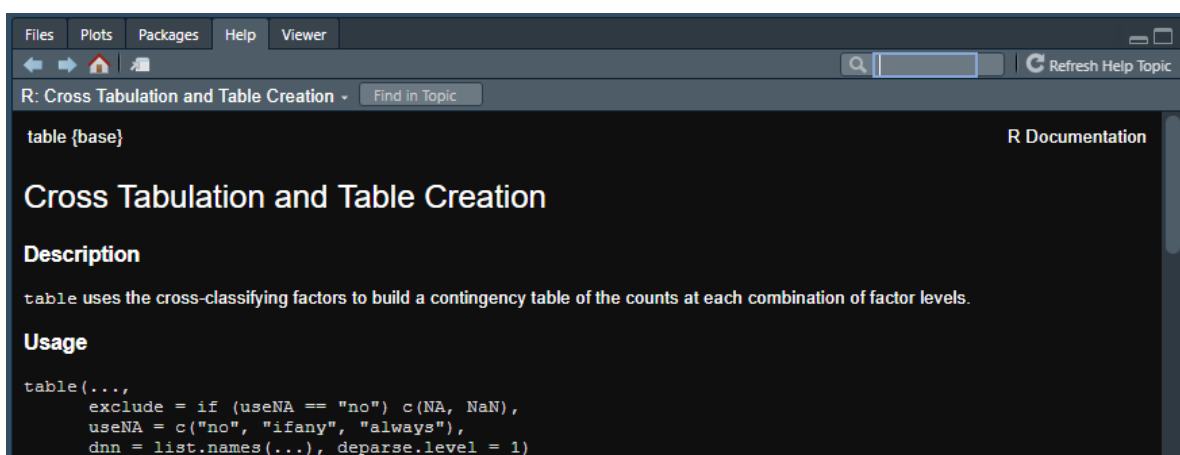 Files Plots Packages Help Viewer
Refresh Help Topic
R: Cross Tabulation and Table Creation Find in Topic
table {base} R Documentation
Cross Tabulation and Table Creation
Description
table uses the cross-classifying factors to build a contingency table of the counts at each combination of factor levels.
Usage
table(...,
      exclude = if (useNA == "no") c(NA, NaN),
      useNA = c("no", "ifany", "always"),
      dnn = list.names(...), deparse.level = 1)